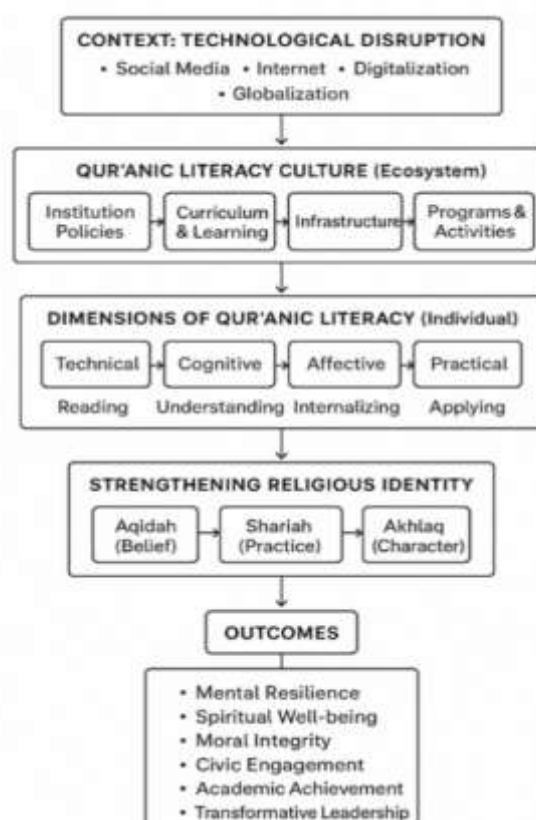 CONTEXT: TECHNOLOGICAL DISRUPTION
• Social Media • Internet • Digitalization
• Globalization
QUR'ANIC LITERACY CULTURE (Ecosystem)
Institution Policies
Curriculum & Learning
Infrastructure
Programs & Activities
DIMENSIONS OF QUR'ANIC LITERACY (Individual)
Technical Cognitive Affective Practical
Reading Understanding Internalizing Applying
STRENGTHENING RELIGIOUS IDENTITY
Aqidah (Belief)
Shariah (Practice)
Akhlaq (Character)
OUTCOMES
• Mental Resilience
• Spiritual Well-being
• Moral Integrity
• Civic Engagement
• Academic Achievement
• Transformative Leadership